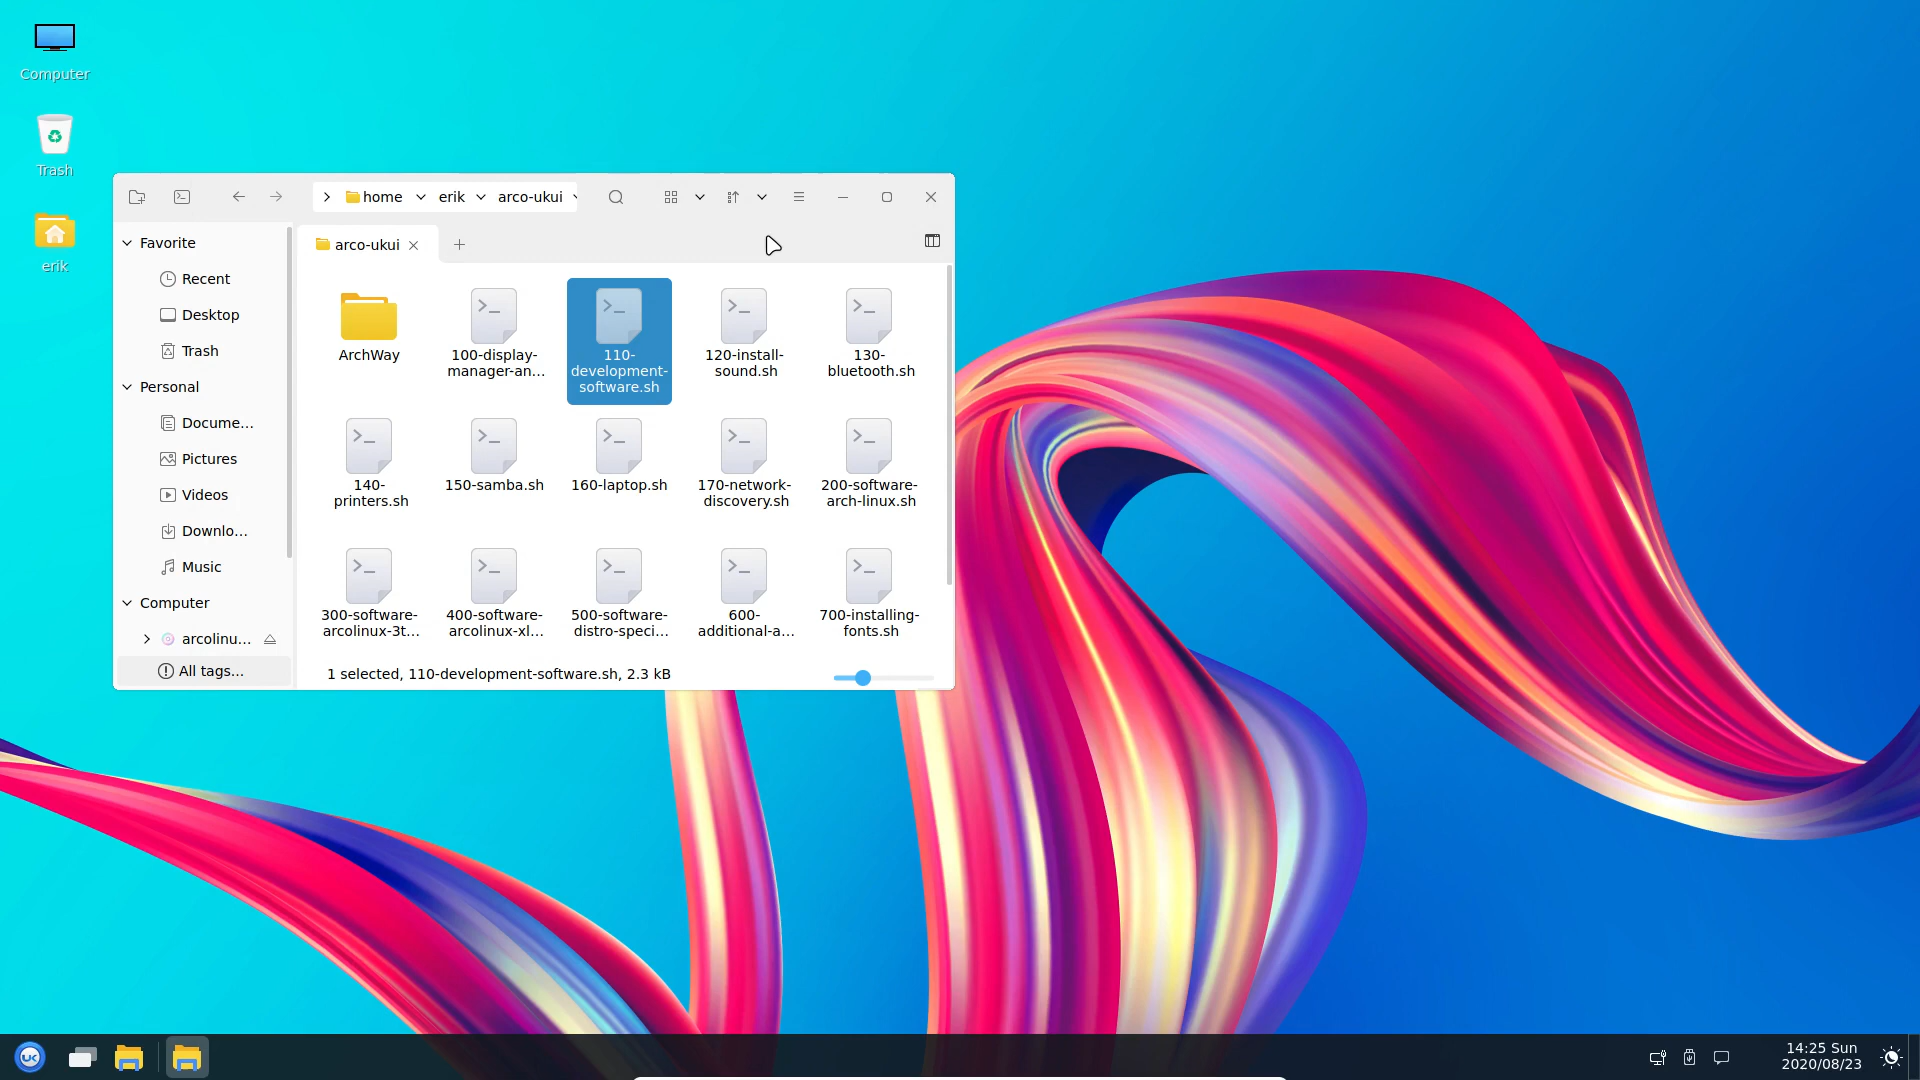 Computer
Trash
erik
home
erik
arco-ukui
arco-ukui
Favorite
Recent
Desktop
Trash
Personal
Docume...
Pictures
Videos
Downlo...
Music
Computer
arcolinu...
All tags...
ArchWay
100-display-
manager-an...
110-
development-
software.sh
120-install-
sound.sh
130-
bluetooth.sh
140-
printers.sh
150-samba.sh
160-laptop.sh
170-network-
discovery.sh
200-software-
arch-linux.sh
300-software-
arcolinux-3t...
400-software-
arcolinux-xl...
500-software-
distro-speci...
600-
additional-a...
700-installing-
fonts.sh
1 selected, 110-development-software.sh, 2.3 kB
UK
14:25 Sun
2020/08/23